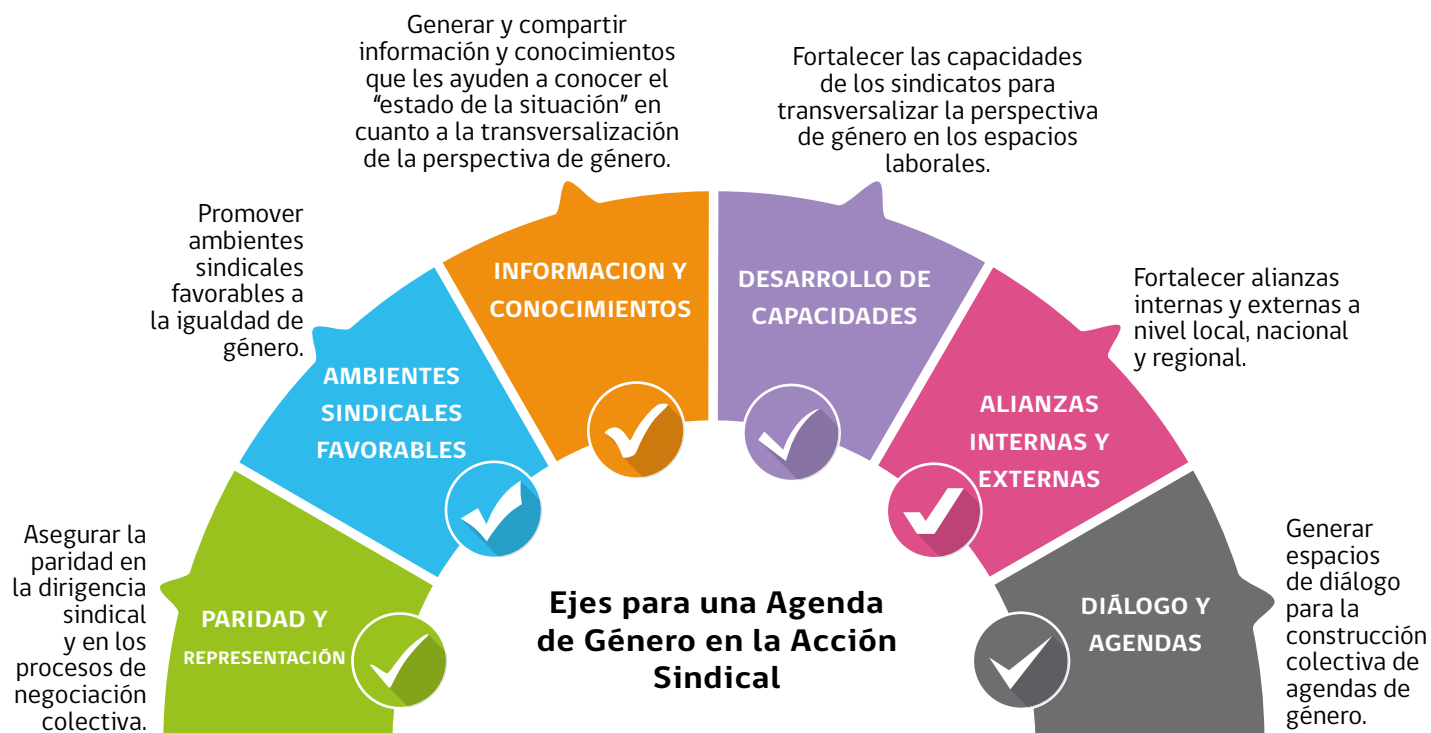 Generar y compartir
información y conocimientos
que les ayuden a conocer el
“estado de la situación” en
cuanto a la transversalización
de la perspectiva de género.
Fortalecer las capacidades
de los sindicatos para
transversalizar la perspectiva
de género en los espacios
laborales.
Promover
ambientes
sindicales
favorables a
la igualdad de
género.
INFORMACION Y
CONOCIMIENTOS
DESARROLLO DE
CAPACIDADES
Fortalecer alianzas
internas y externas a
nivel local, nacional
y regional.
AMBIENTES
SINDICALES
FAVORABLES
ALIANZAS
INTERNAS Y
EXTERNAS
Asegurar la
paridad en
la dirigencia
sindical
y en los
procesos de
negociación
colectiva.
PARIDAD Y
REPRESENTACIÓN
Ejes para una Agenda
de Género en la Acción
Sindical
DIÁLOGO Y
AGENDAS
Generar
espacios
de diálogo
para la
construcción
colectiva de
agendas de
género.